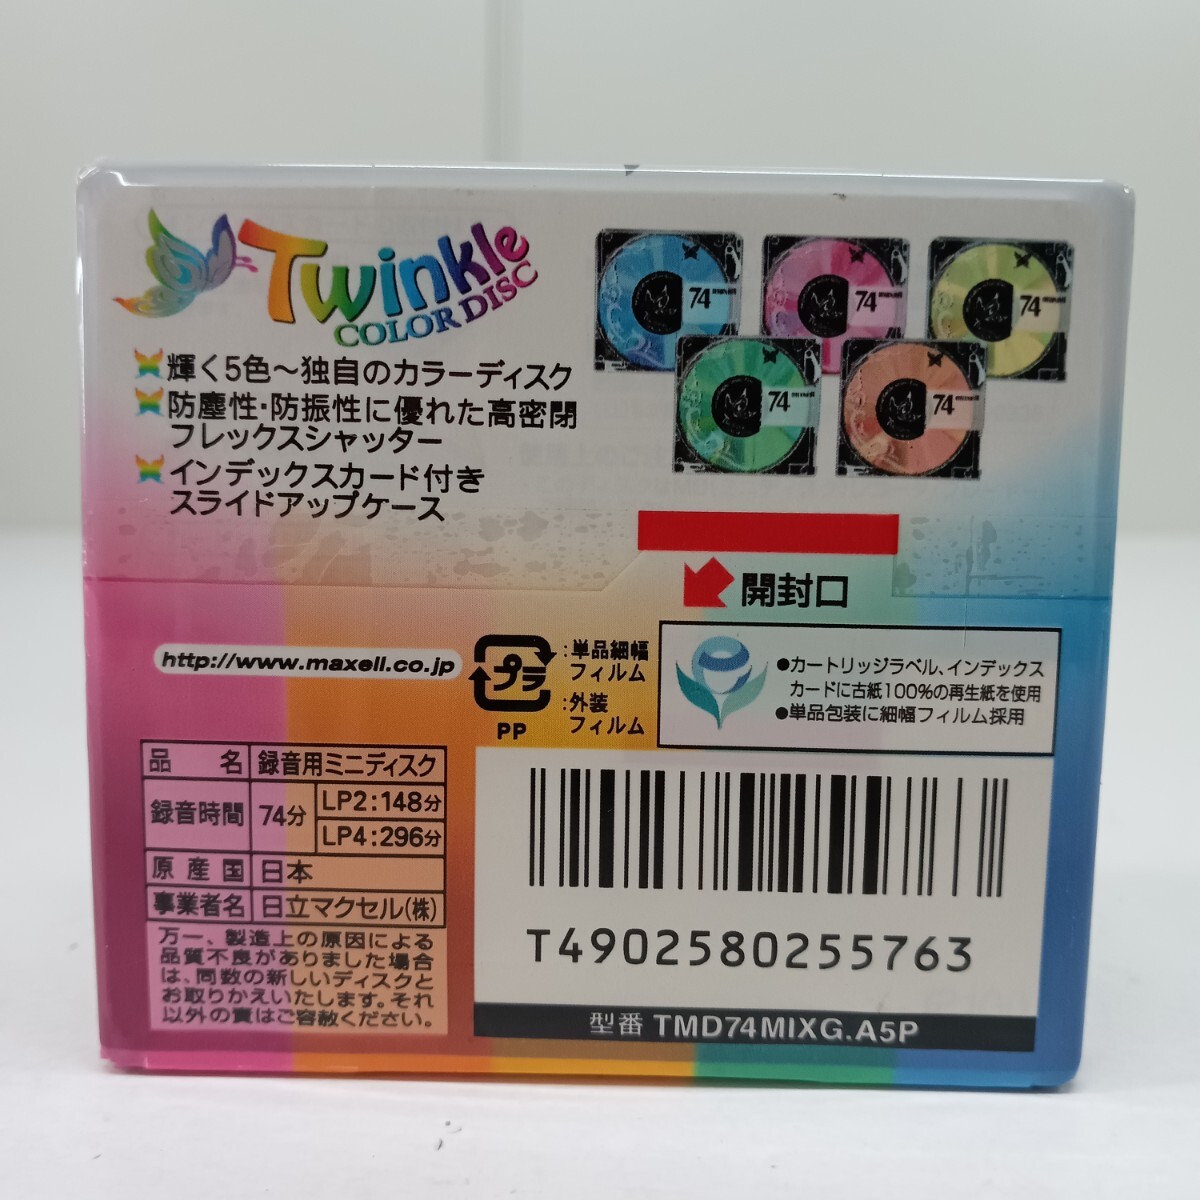 Twinkle
COLOR DISC
輝く5色～独自のカラーディスク
防塵性・防振性に優れた高密閉
フレックスシャッター
インデックスカード付き
スライドアップケース
74 maxell
74 maxell
74 maxell
74 maxell
74 maxell
開封口
http://www.maxell.co.jp
プラ
PP
:単品細幅
フィルム
:外装
フィルム
●カートリッジラベル、インデックス
カードに古紙100%の再生紙を使用
●単品包装に細幅フィルム採用
品名 録音用ミニディスク
録音時間 74分 LP2:148分
LP4:296分
原産国 日本
事業者名 日立マクセル(株)
万一、製造上の原因による
品質不良がありました場合
は、同数の新しいディスクと
お取りかえいたします。それ
以外の責はご容赦ください。
T4902580255763
型番 TMD74MIXG.A5P